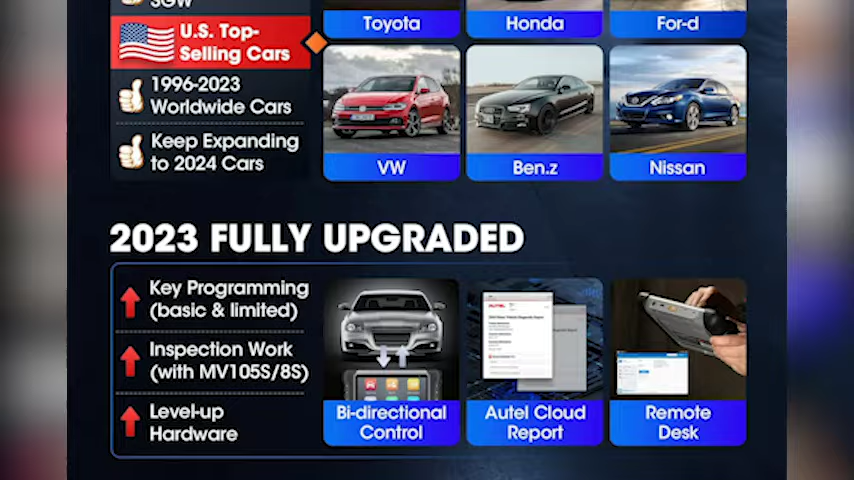 SGW
Toyota
Honda
For-d
U.S. Top-
Selling Cars
1996-2023
Worldwide Cars
Keep Expanding
to 2024 Cars
VW
Ben.z
Nissan
2023 FULLY UPGRADED
Key Programming
(basic & limited)
Inspection Work
(with MV105S/8S)
Level-up
Hardware
AUTEL
Bi-directional
Control
Autel Cloud
Report
Remote
Desk